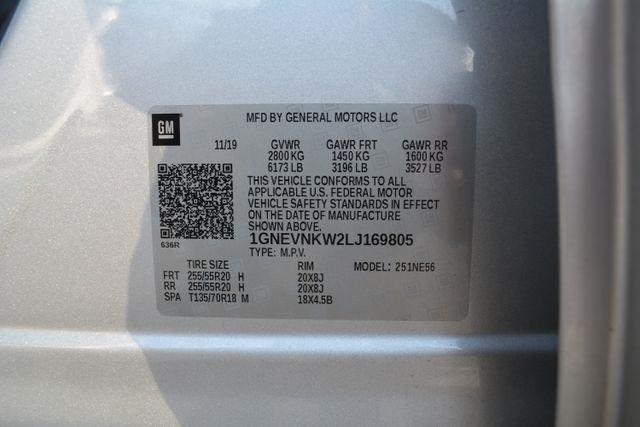 MFD BY GENERAL MOTORS LLC
GM
11/19 GVWR GAWR FRT GAWR RR
2800 KG 1450 KG 1600 KG
6173 LB 3196 LB 3527 LB
THIS VEHICLE CONFORMS TO ALL
APPLICABLE U.S. FEDERAL MOTOR
VEHICLE SAFETY STANDARDS IN EFFECT
ON THE DATE OF MANUFACTURE
SHOWN ABOVE.
636R
1GNEVNKW2LJ169805
TYPE: M.P.V.
TIRE SIZE RIM MODEL: 251NE56
FRT 255/55R20 H 20X8J
RR 255/55R20 H 20X8J
SPA T135/70R18 M 18X4.5B